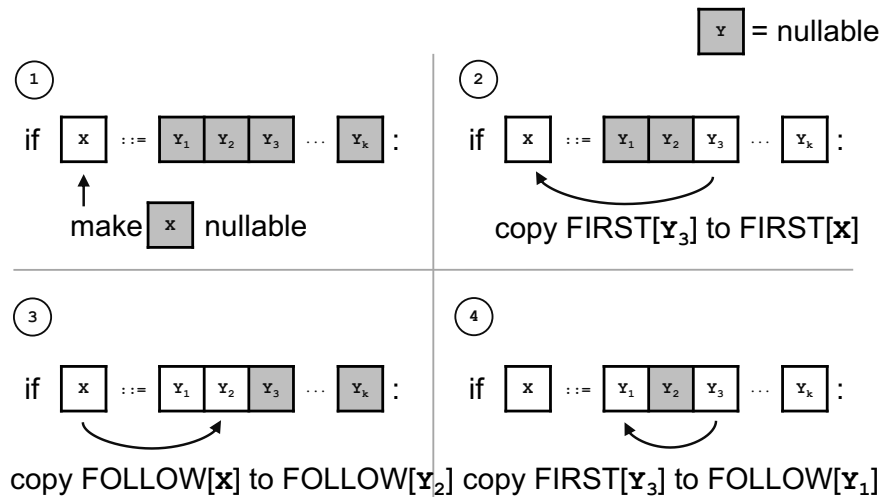 Y = nullable
1
if X ::= Y₁ Y₂ Y₃ ... Yₖ :
make X nullable
2
if X ::= Y₁ Y₂ Y₃ ... Yₖ :
copy FIRST[Y₃] to FIRST[X]
3
if X ::= Y₁ Y₂ Y₃ ... Yₖ :
copy FOLLOW[X] to FOLLOW[Y₂]
4
if X ::= Y₁ Y₂ Y₃ ... Yₖ :
copy FIRST[Y₃] to FOLLOW[Y₁]